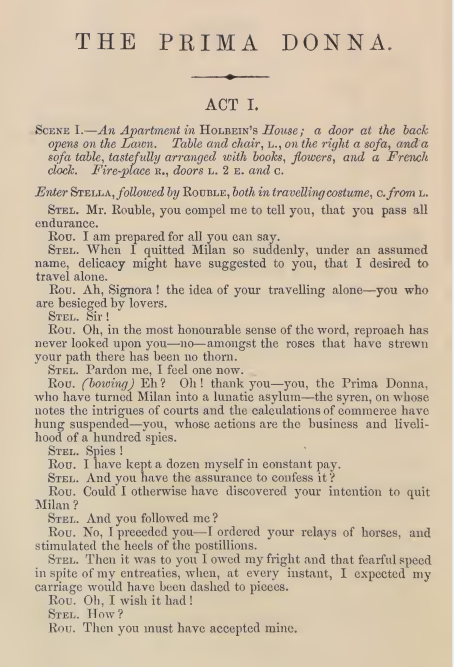 THE PRIMA DONNA.
ACT I.
SCENE I.—An Apartment in HOLBEIN'S House; a door at the back
opens on the Lawn. Table and chair, L., on the right a sofa, and a
sofa table, tastefully arranged with books, flowers, and a French
clock. Fire-place R., doors L. 2 E. and C.
Enter STELLA, followed by ROUBLE, both in travelling costume, C. from L.
STEL. Mr. Rouble, you compel me to tell you, that you pass all
endurance.
ROU. I am prepared for all you can say.
STEL. When I quitted Milan so suddenly, under an assumed
name, delicacy might have suggested to you, that I desired to
travel alone.
ROU. Ah, Signora! the idea of your travelling alone—you who
are besieged by lovers.
STEL. Sir!
ROU. Oh, in the most honourable sense of the word, reproach has
never looked upon you—no—amongst the roses that have strewn
your path there has been no thorn.
STEL. Pardon me, I feel one now.
ROU. (bowing) Eh? Oh! thank you—you, the Prima Donna,
who have turned Milan into a lunatic asylum—the syren, on whose
notes the intrigues of courts and the calculations of commerce have
hung suspended—you, whose actions are the business and liveli-
hood of a hundred spies.
STEL. Spies!
ROU. I have kept a dozen myself in constant pay.
STEL. And you have the assurance to confess it?
ROU. Could I otherwise have discovered your intention to quit
Milan?
STEL. And you followed me?
ROU. No, I preceded you—I ordered your relays of horses, and
stimulated the heels of the postillions.
STEL. Then it was to you I owed my fright and that fearful speed
in spite of my entreaties, when, at every instant, I expected my
carriage would have been dashed to pieces.
ROU. Oh, I wish it had!
STEL. How?
ROU. Then you must have accepted mine.